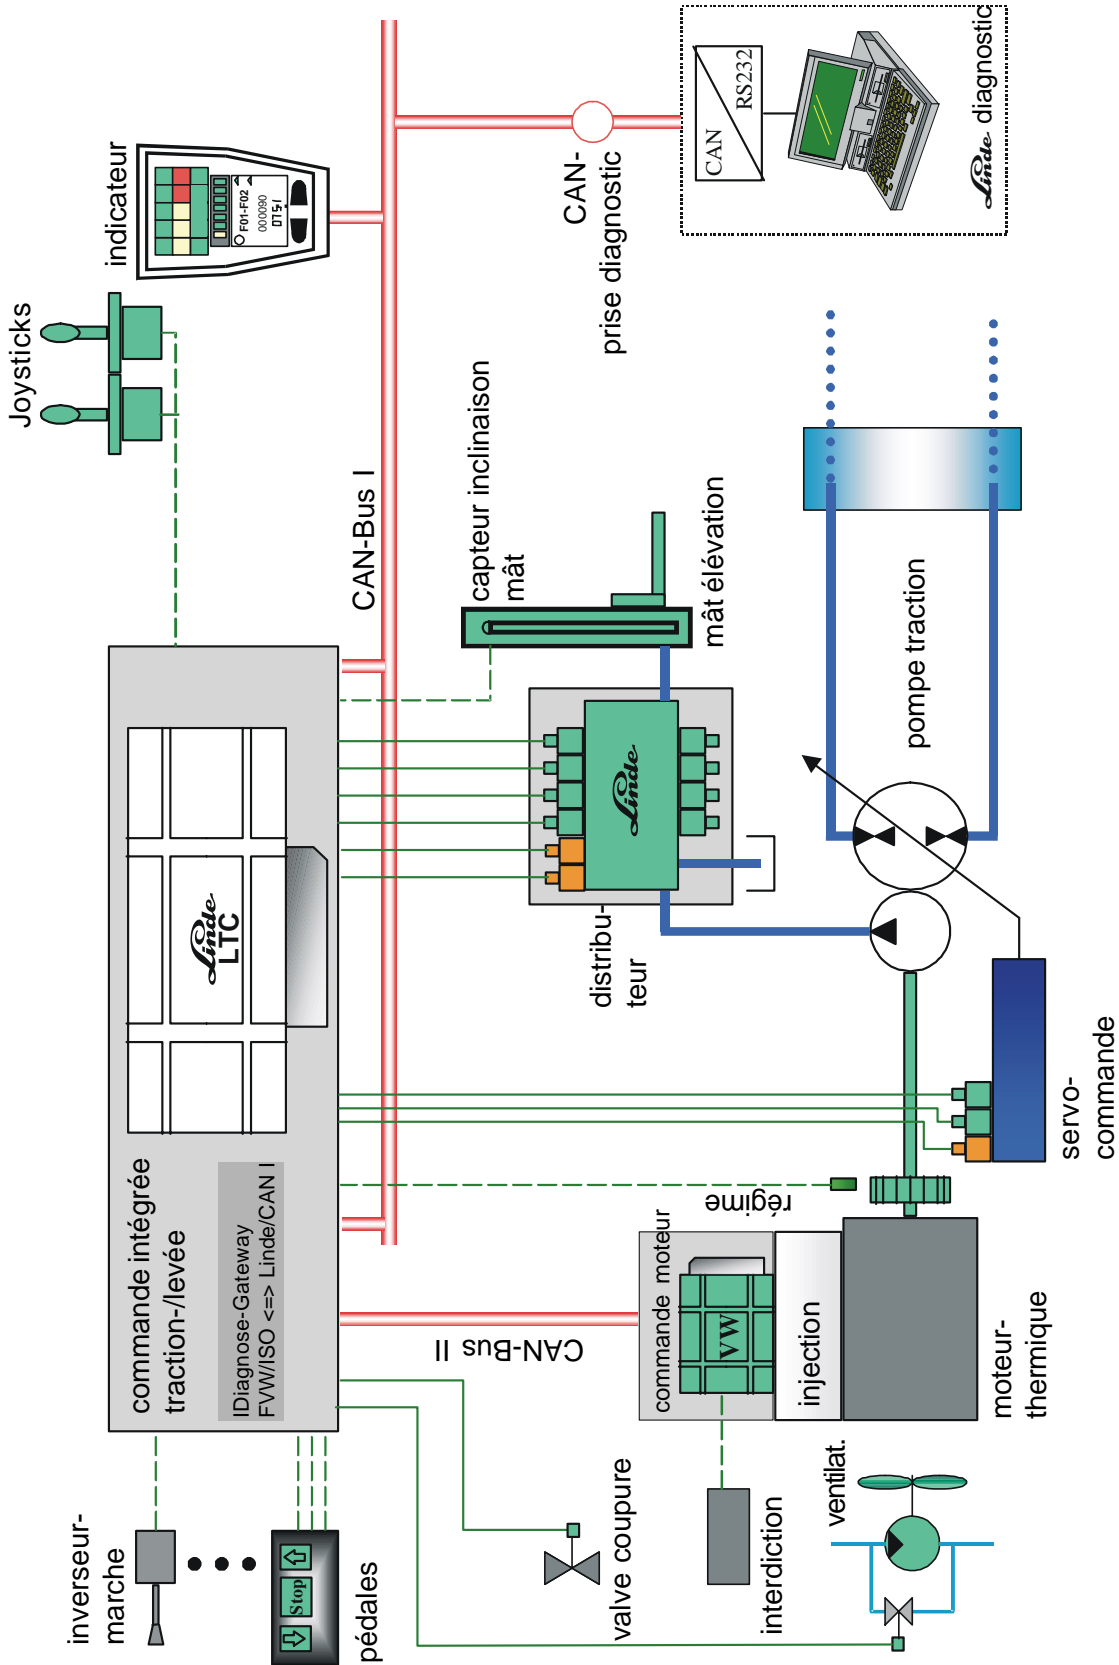 inverseur-
marche
Stop
pédales
commande intégrée
traction-/levée
IDiagnose-Gateway
FVW/ISO <=> Linde/CAN I
Linde
LTC
Joysticks
indicateur
F01-F02
000090
0751
CAN-Bus I
CAN-Bus II
capteur inclinaison
mât
mât élévation
Linde
distribu-
teur
CAN-
prise diagnostic
CAN
RS232
Linde diagnostic
valve coupure
interdiction
commande moteur
VW
injection
moteur-
thermique
régime
servo-
commande
pompe traction
ventilat.